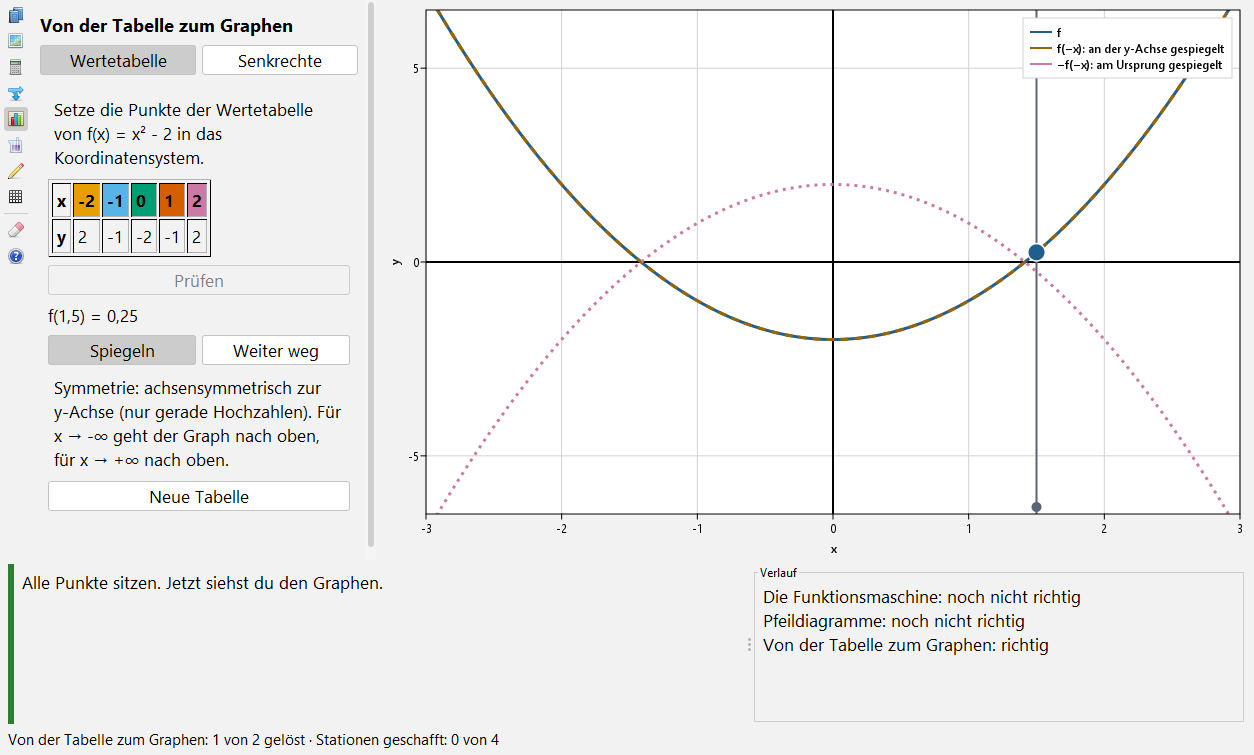 Von der Tabelle zum Graphen
Wertetabelle
Senkrechte
Setze die Punkte der Wertetabelle
von f(x) = x² - 2 in das
Koordinatensystem.
x -2 -1 0 1 2
y 2 -1 -2 -1 2
Prüfen
f(1,5) = 0,25
Spiegeln
Weiter weg
Symmetrie: achsensymmetrisch zur
y-Achse (nur gerade Hochzahlen). Für
x → -∞ geht der Graph nach oben,
für x → +∞ nach oben.
Neue Tabelle
f
f(−x): an der y-Achse gespiegelt
−f(−x): am Ursprung gespiegelt
5
0
-5
y
-3 -2 -1 0 1 2 3
x
Alle Punkte sitzen. Jetzt siehst du den Graphen.
Verlauf
Die Funktionsmaschine: noch nicht richtig
Pfeildiagramme: noch nicht richtig
Von der Tabelle zum Graphen: richtig
Von der Tabelle zum Graphen: 1 von 2 gelöst · Stationen geschafft: 0 von 4